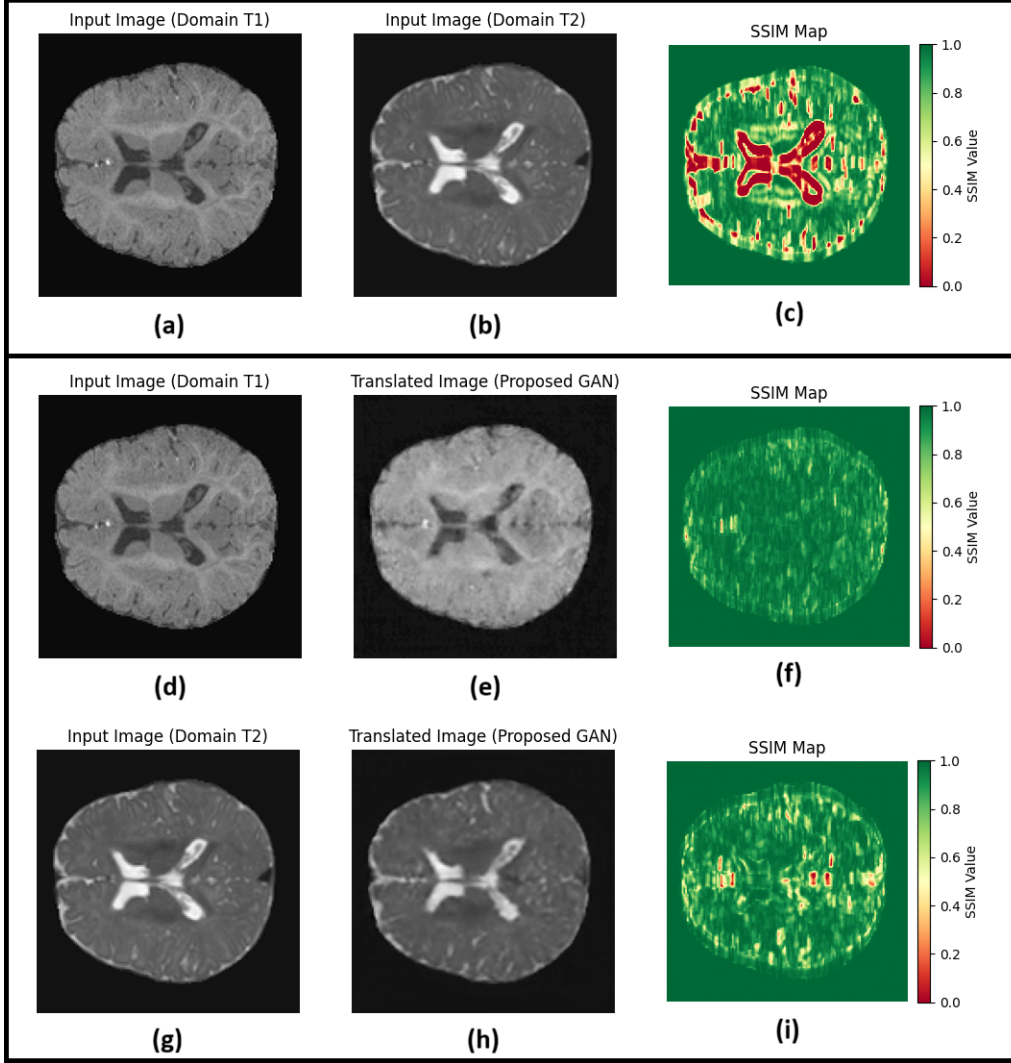 Input Image (Domain T1)
Input Image (Domain T2)
SSIM Map
1.0
0.8
0.6
0.4
0.2
0.0
SSIM Value
(a)
(b)
(c)
Input Image (Domain T1)
Translated Image (Proposed GAN)
SSIM Map
1.0
0.8
0.6
0.4
0.2
0.0
SSIM Value
(d)
(e)
(f)
Input Image (Domain T2)
Translated Image (Proposed GAN)
SSIM Map
1.0
0.8
0.6
0.4
0.2
0.0
SSIM Value
(g)
(h)
(i)